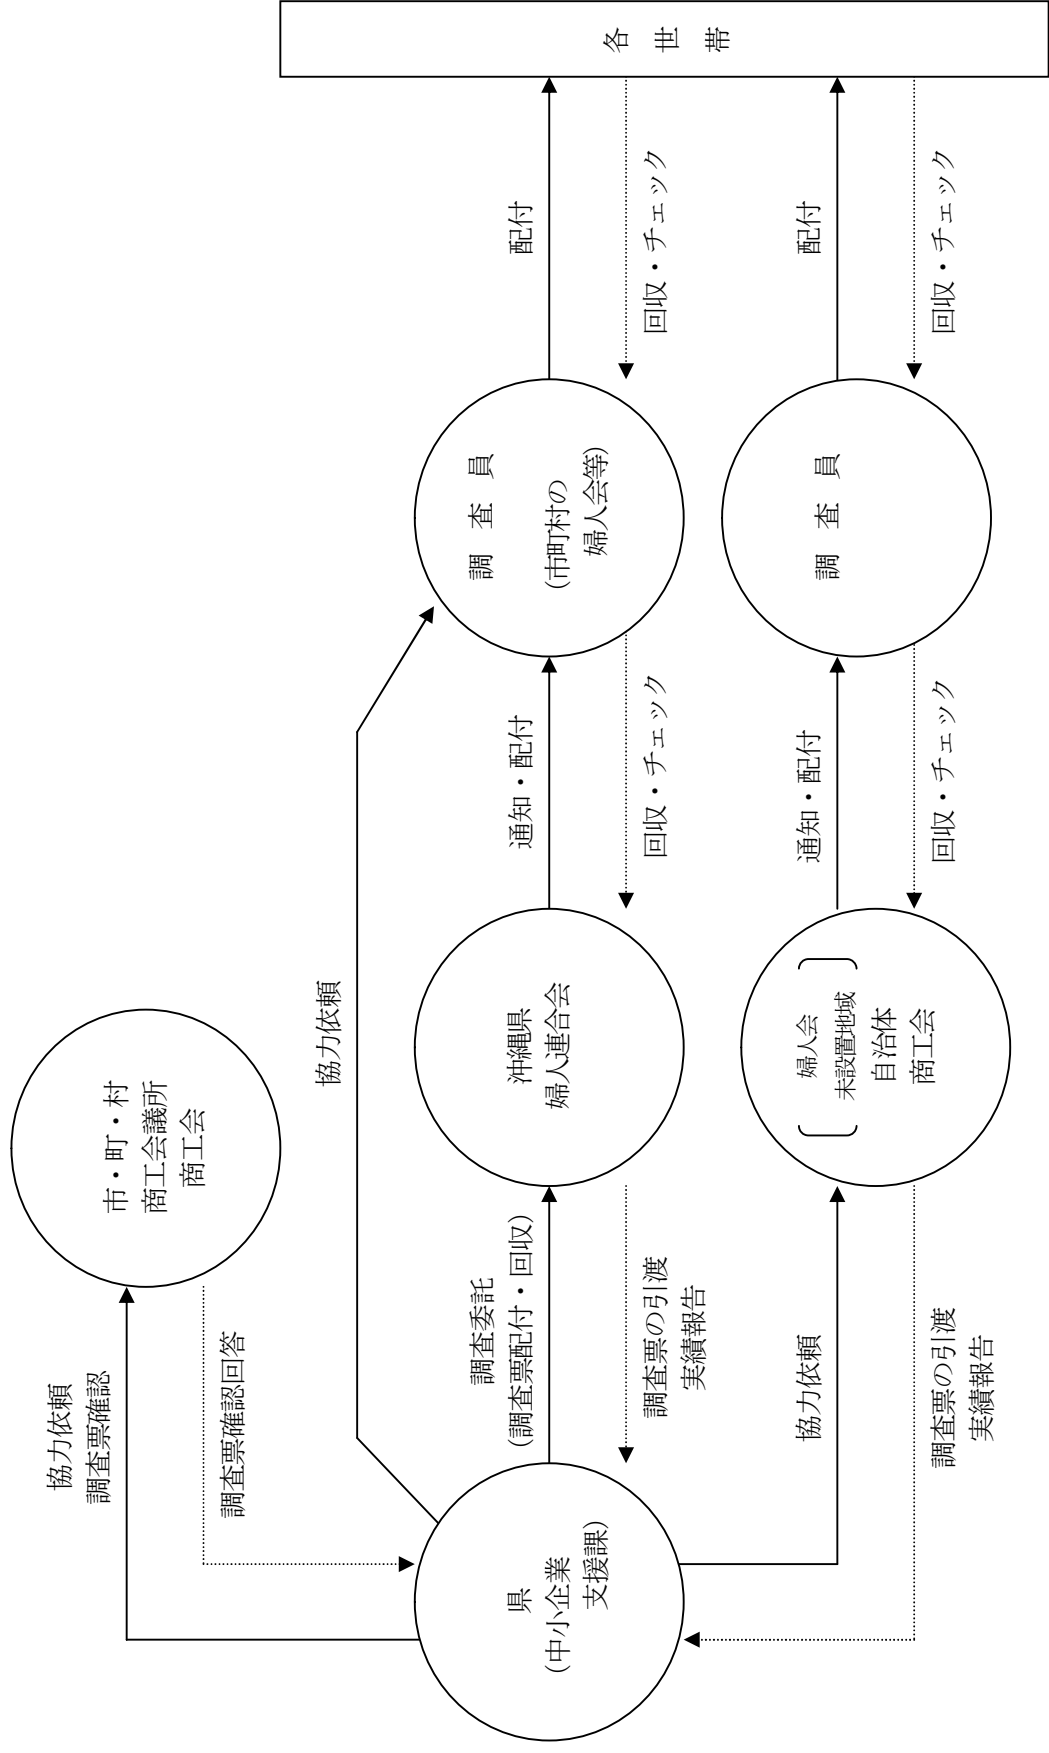 協力依頼
調査票確認
調査票確認回答
市・町・村
商工会議所
商工会
協力依頼
県
(中小企業
支援課)
調査委託
(調査票配付・回収)
調査票の引渡
実績報告
沖縄県
婦人連合会
通知・配付
回収・チェック
調 査 員
(市町村の
婦人会等)
配付
回収・チェック
協力依頼
調査票の引渡
実績報告
婦人会
未設置地域
自治体
商工会
通知・配付
回収・チェック
調 査 員
配付
回収・チェック
各 世 帯